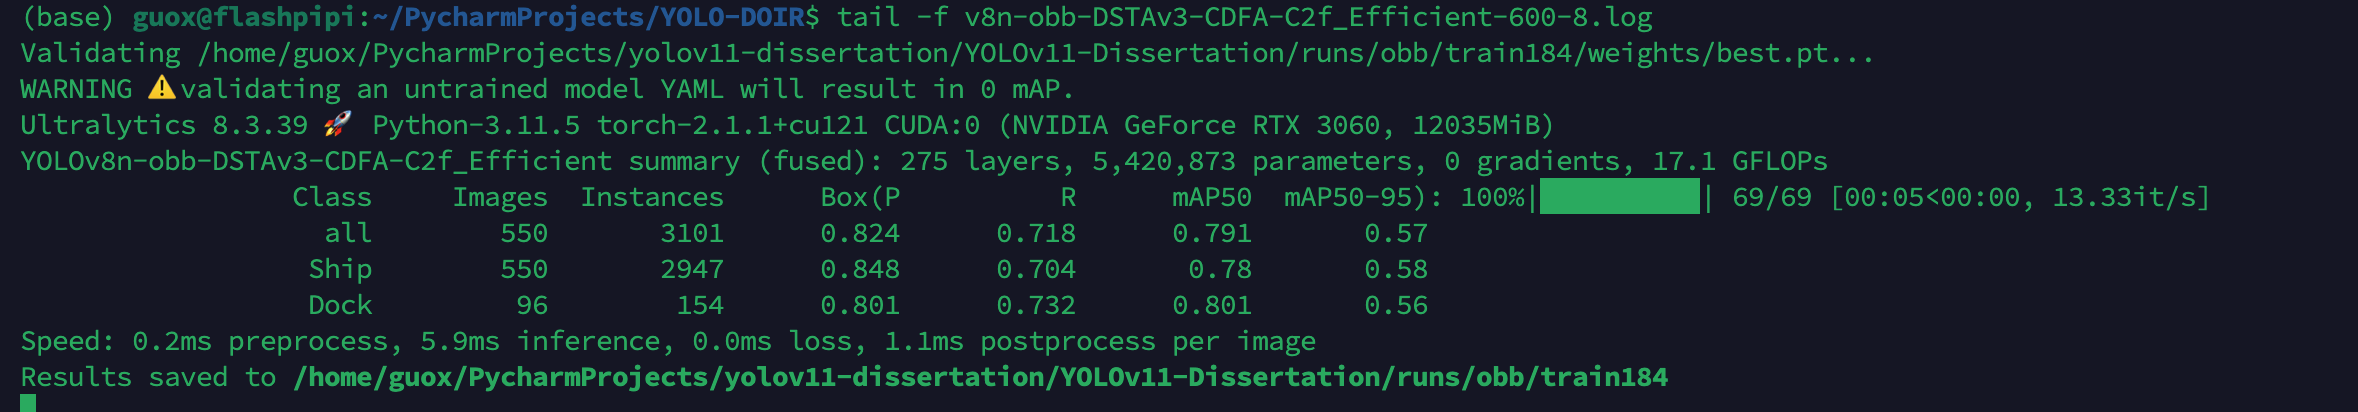 (base) guox@flashpipi:~/PycharmProjects/YOLO-DOIR$ tail -f v8n-obb-DSTAv3-CDFA-C2f_Efficient-600-8.log
Validating /home/guox/PycharmProjects/yolov11-dissertation/YOLOv11-Dissertation/runs/obb/train184/weights/best.pt...
WARNING ⚠️validating an untrained model YAML will result in 0 mAP.
Ultralytics 8.3.39 🚀 Python-3.11.5 torch-2.1.1+cu121 CUDA:0 (NVIDIA GeForce RTX 3060, 12035MiB)
YOLOv8n-obb-DSTAv3-CDFA-C2f_Efficient summary (fused): 275 layers, 5,420,873 parameters, 0 gradients, 17.1 GFLOPs
Class Images Instances Box(P R mAP50 mAP50-95): 100%|██████████| 69/69 [00:05<00:00, 13.33it/s]
all 550 3101 0.824 0.718 0.791 0.57
Ship 550 2947 0.848 0.704 0.78 0.58
Dock 96 154 0.801 0.732 0.801 0.56
Speed: 0.2ms preprocess, 5.9ms inference, 0.0ms loss, 1.1ms postprocess per image
Results saved to /home/guox/PycharmProjects/yolov11-dissertation/YOLOv11-Dissertation/runs/obb/train184